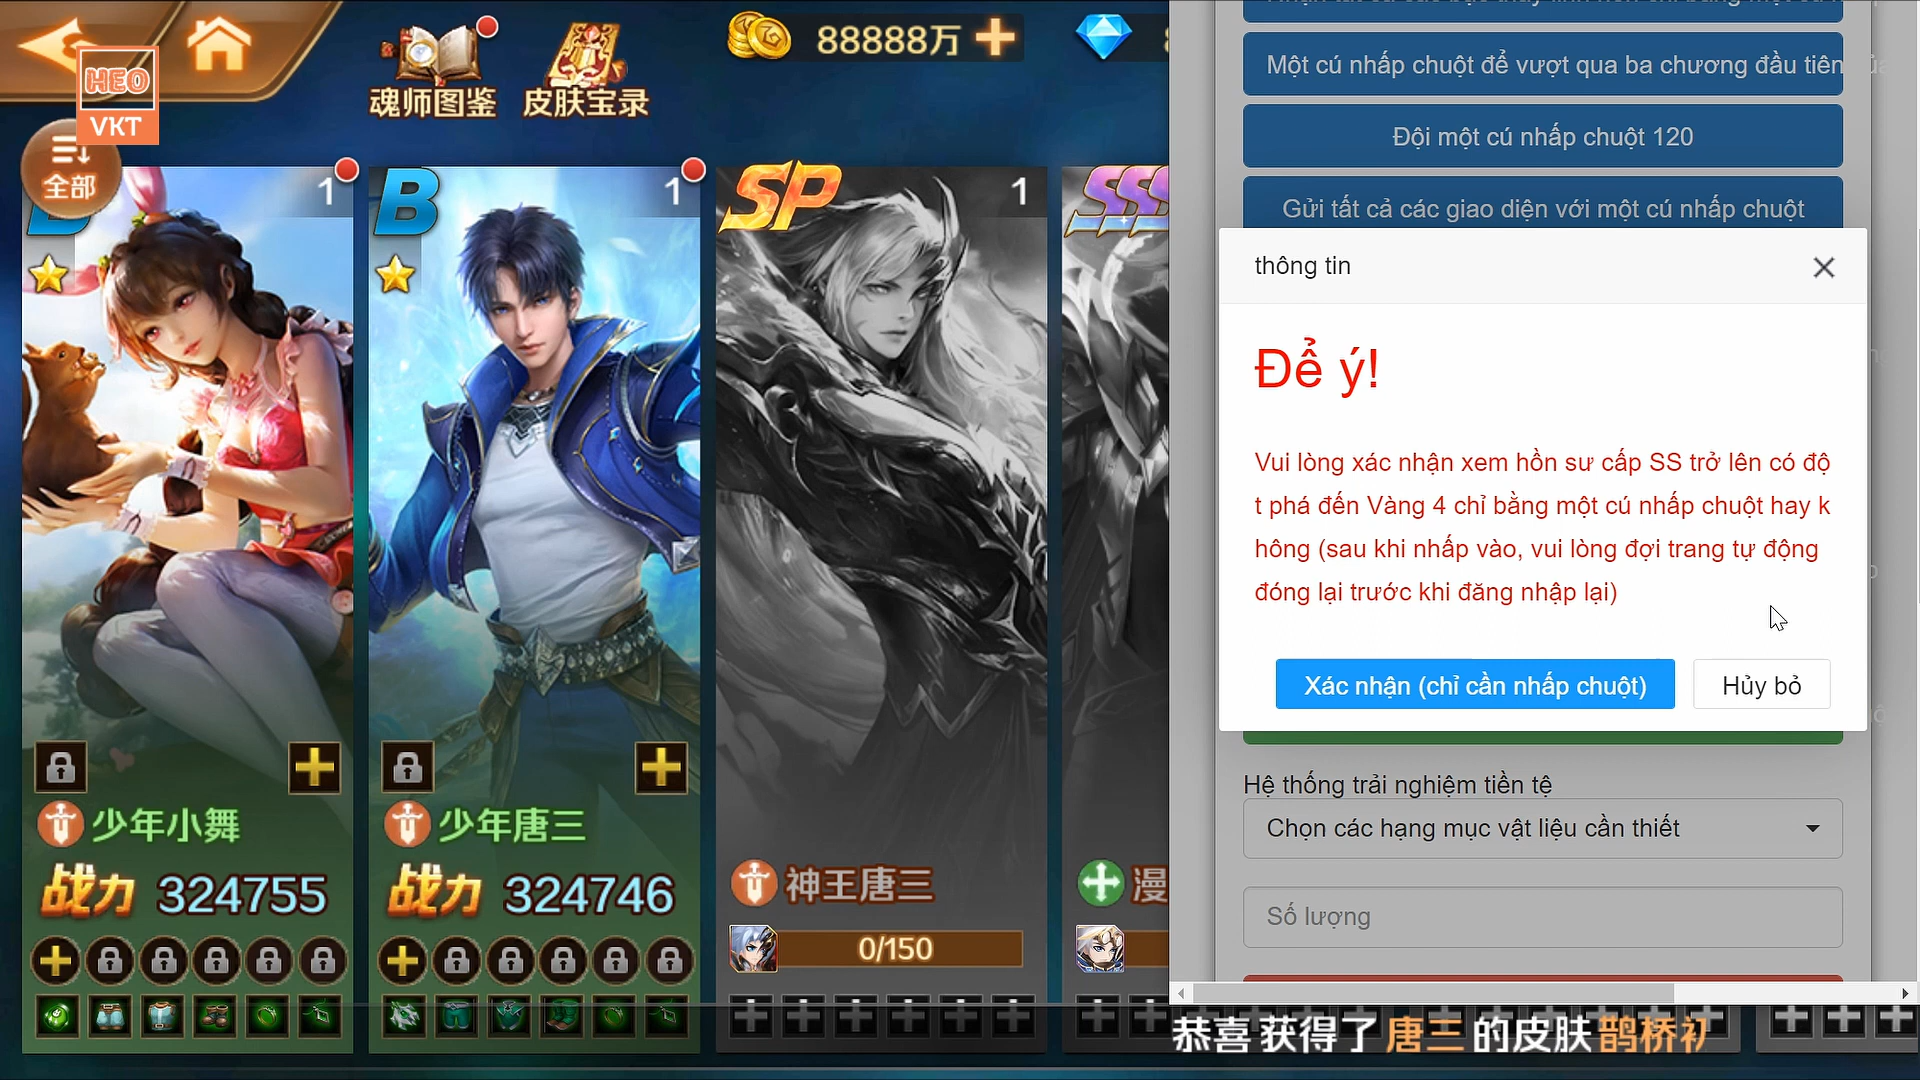 HEO
VKT
全部
魂师图鉴
皮肤宝录
88888万
B
1
少年小舞
战力 324755
B
1
少年唐三
战力 324746
SP
1
神王唐三
0/150
SSS
漫
Một cú nhấp chuột để vượt qua ba chương đầu tiên của
Đội một cú nhấp chuột 120
Gửi tất cả các giao diện với một cú nhấp chuột
thông tin
Để ý!
Vui lòng xác nhận xem hồn sư cấp SS trở lên có độ
t phá đến Vàng 4 chỉ bằng một cú nhấp chuột hay k
hông (sau khi nhấp vào, vui lòng đợi trang tự động
đóng lại trước khi đăng nhập lại)
Xác nhận (chỉ cần nhấp chuột)
Hủy bỏ
Hệ thống trải nghiệm tiền tệ
Chọn các hạng mục vật liệu cần thiết
Số lượng
恭喜 获得了 唐三 的皮肤 鹊桥初